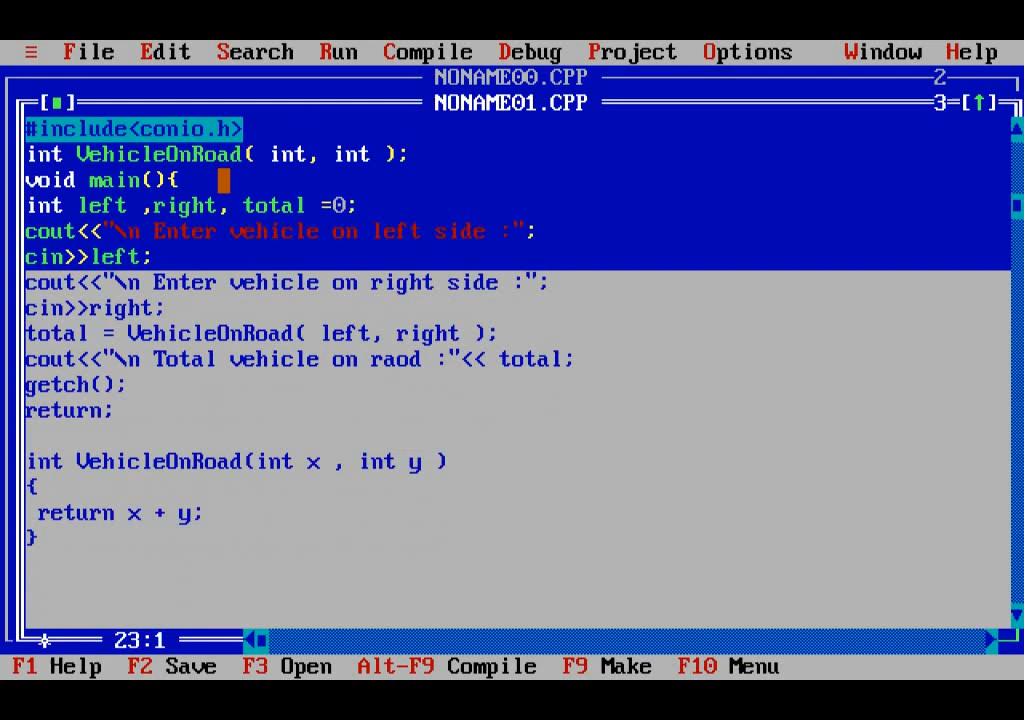 ≡ File Edit Search Run Compile Debug Project Options Window Help
NONAME00.CPP 2
[■] NONAME01.CPP 3=[↑]
#include<conio.h>
int VehicleOnRoad( int, int );
void main(){
int left ,right, total =0;
cout<<"\n Enter vehicle on left side :";
cin>>left;
cout<<"\n Enter vehicle on right side :";
cin>>right;
total = VehicleOnRoad( left, right );
cout<<"\n Total vehicle on raod :"<< total;
getch();
return;
int VehicleOnRoad(int x , int y )
{
return x + y;
}
23:1
F1 Help F2 Save F3 Open Alt-F9 Compile F9 Make F10 Menu